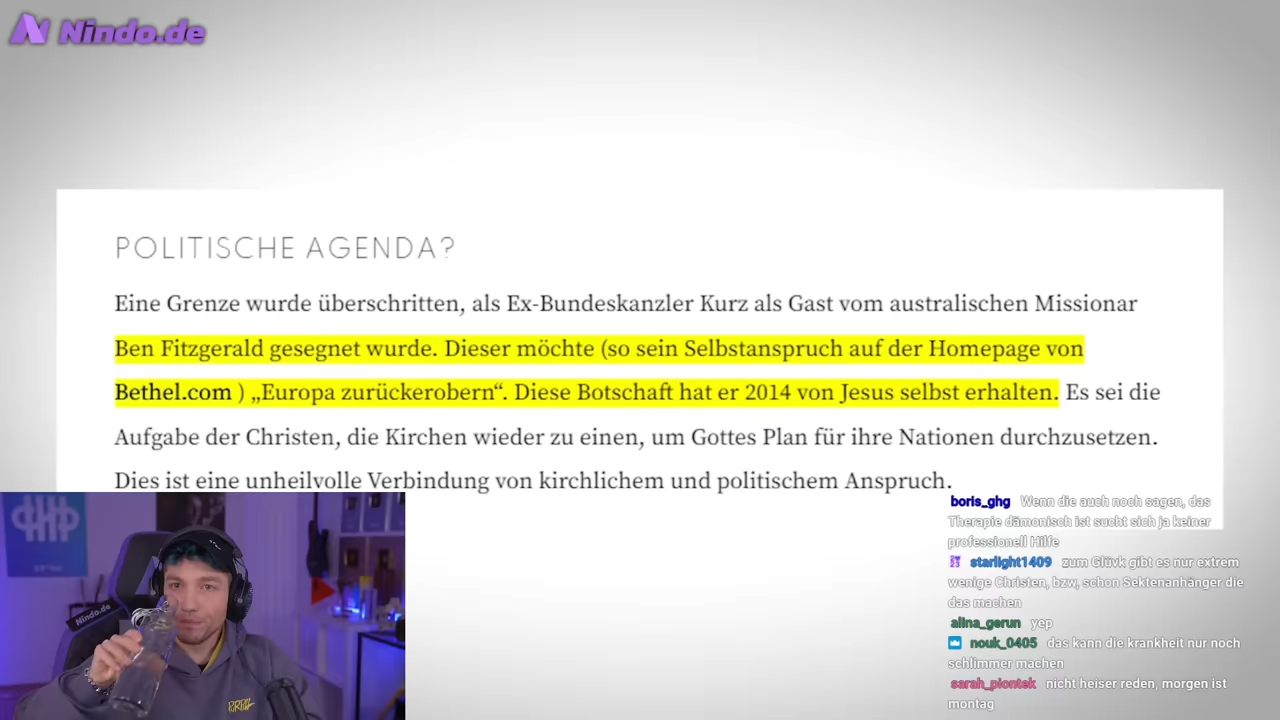 Nindo.de
POLITISCHE AGENDA?
Eine Grenze wurde überschritten, als Ex-Bundeskanzler Kurz als Gast vom australischen Missionar
Ben Fitzgerald gesegnet wurde. Dieser möchte (so sein Selbstanspruch auf der Homepage von
Bethel.com ) „Europa zurückerobern“. Diese Botschaft hat er 2014 von Jesus selbst erhalten. Es sei die
Aufgabe der Christen, die Kirchen wieder zu einen, um Gottes Plan für ihre Nationen durchzusetzen.
Dies ist eine unheilvolle Verbindung von kirchlichem und politischem Anspruch.
boris_ghg Wenn die auch noch sagen, das
Therapie dämonisch ist sucht sich ja keiner
professionell Hilfe
starlight1409 zum Glüvk gibt es nur extrem
wenige Christen, bzw, schon Sektenanhänger die
das machen
alina_gerun yep
nouk_0405 das kann die krankheit nur noch
schlimmer machen
sarah_piontek nicht heiser reden, morgen ist
montag
Nindo.de